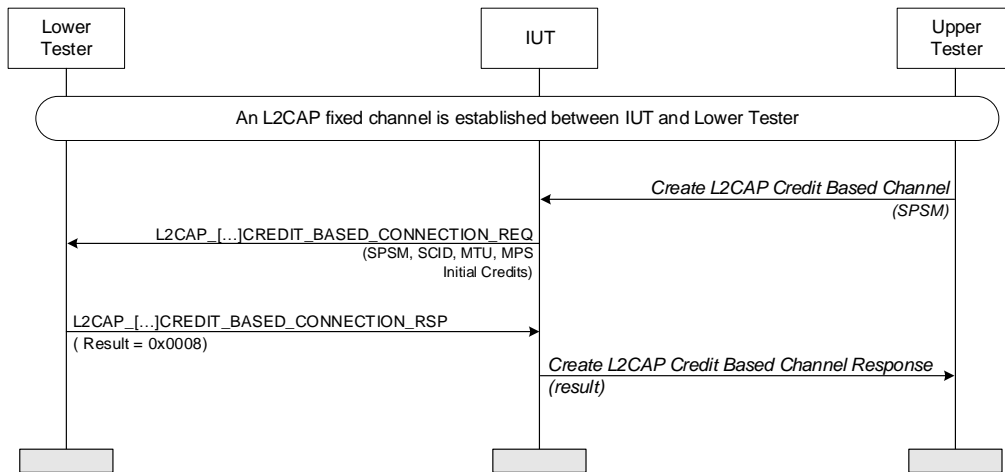 Lower
Tester
IUT
Upper
Tester
An L2CAP fixed channel is established between IUT and Lower Tester
Create L2CAP Credit Based Channel
(SPSM)
L2CAP_[...]CREDIT_BASED_CONNECTION_REQ
(SPSM, SCID, MTU, MPS
Initial Credits)
L2CAP_[...]CREDIT_BASED_CONNECTION_RSP
( Result = 0x0008)
Create L2CAP Credit Based Channel Response
(result)